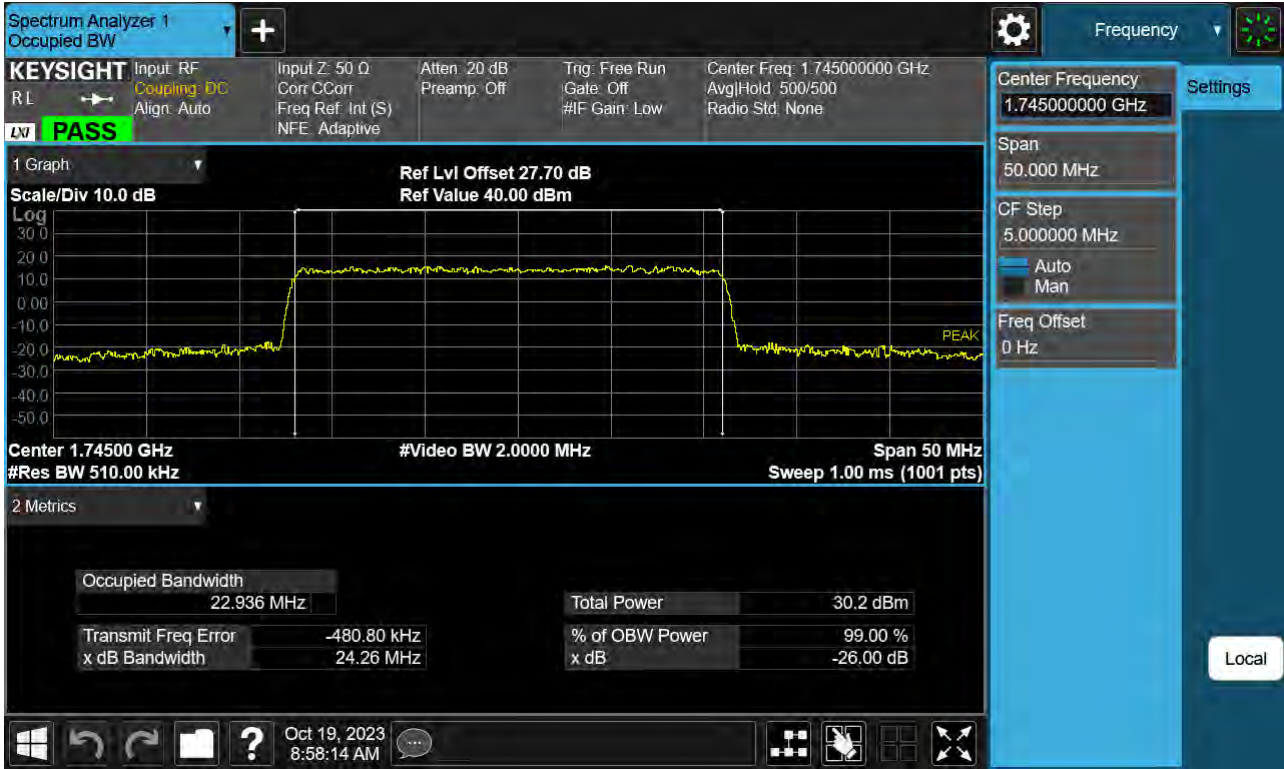 Spectrum Analyzer 1
Occupied BW
+
Frequency
KEYSIGHT
R L
LXI
PASS
Input: RF
Coupling: DC
Align: Auto
Input Z: 50 Ω
Corr CCorr
Freq Ref: Int (S)
NFE: Adaptive
Atten: 20 dB
Preamp: Off
Trig: Free Run
Gate: Off
#IF Gain: Low
Center Freq: 1.745000000 GHz
Avg|Hold: 500/500
Radio Std: None
Center Frequency
1.745000000 GHz
Settings
Span
50.000 MHz
CF Step
5.000000 MHz
Auto
Man
Freq Offset
0 Hz
Local
1 Graph
Scale/Div 10.0 dB
Ref Lvl Offset 27.70 dB
Ref Value 40.00 dBm
Log
30.0
20.0
10.0
0.00
-10.0
-20.0
-30.0
-40.0
-50.0
PEAK
Center 1.74500 GHz
#Video BW 2.0000 MHz
Span 50 MHz
#Res BW 510.00 kHz
Sweep 1.00 ms (1001 pts)
2 Metrics
Occupied Bandwidth
22.936 MHz
Total Power 30.2 dBm
Transmit Freq Error -480.80 kHz
% of OBW Power 99.00 %
x dB Bandwidth 24.26 MHz
x dB -26.00 dB
?
Oct 19, 2023
8:58:14 AM